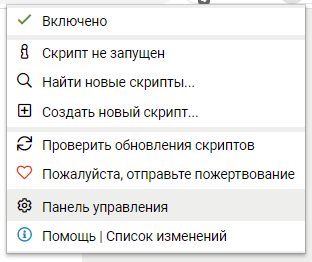 Включено
Скрипт не запущен
Найти новые скрипты...
Создать новый скрипт...
Проверить обновления скриптов
Пожалуйста, отправьте пожертвование
Панель управления
Помощь | Список изменений